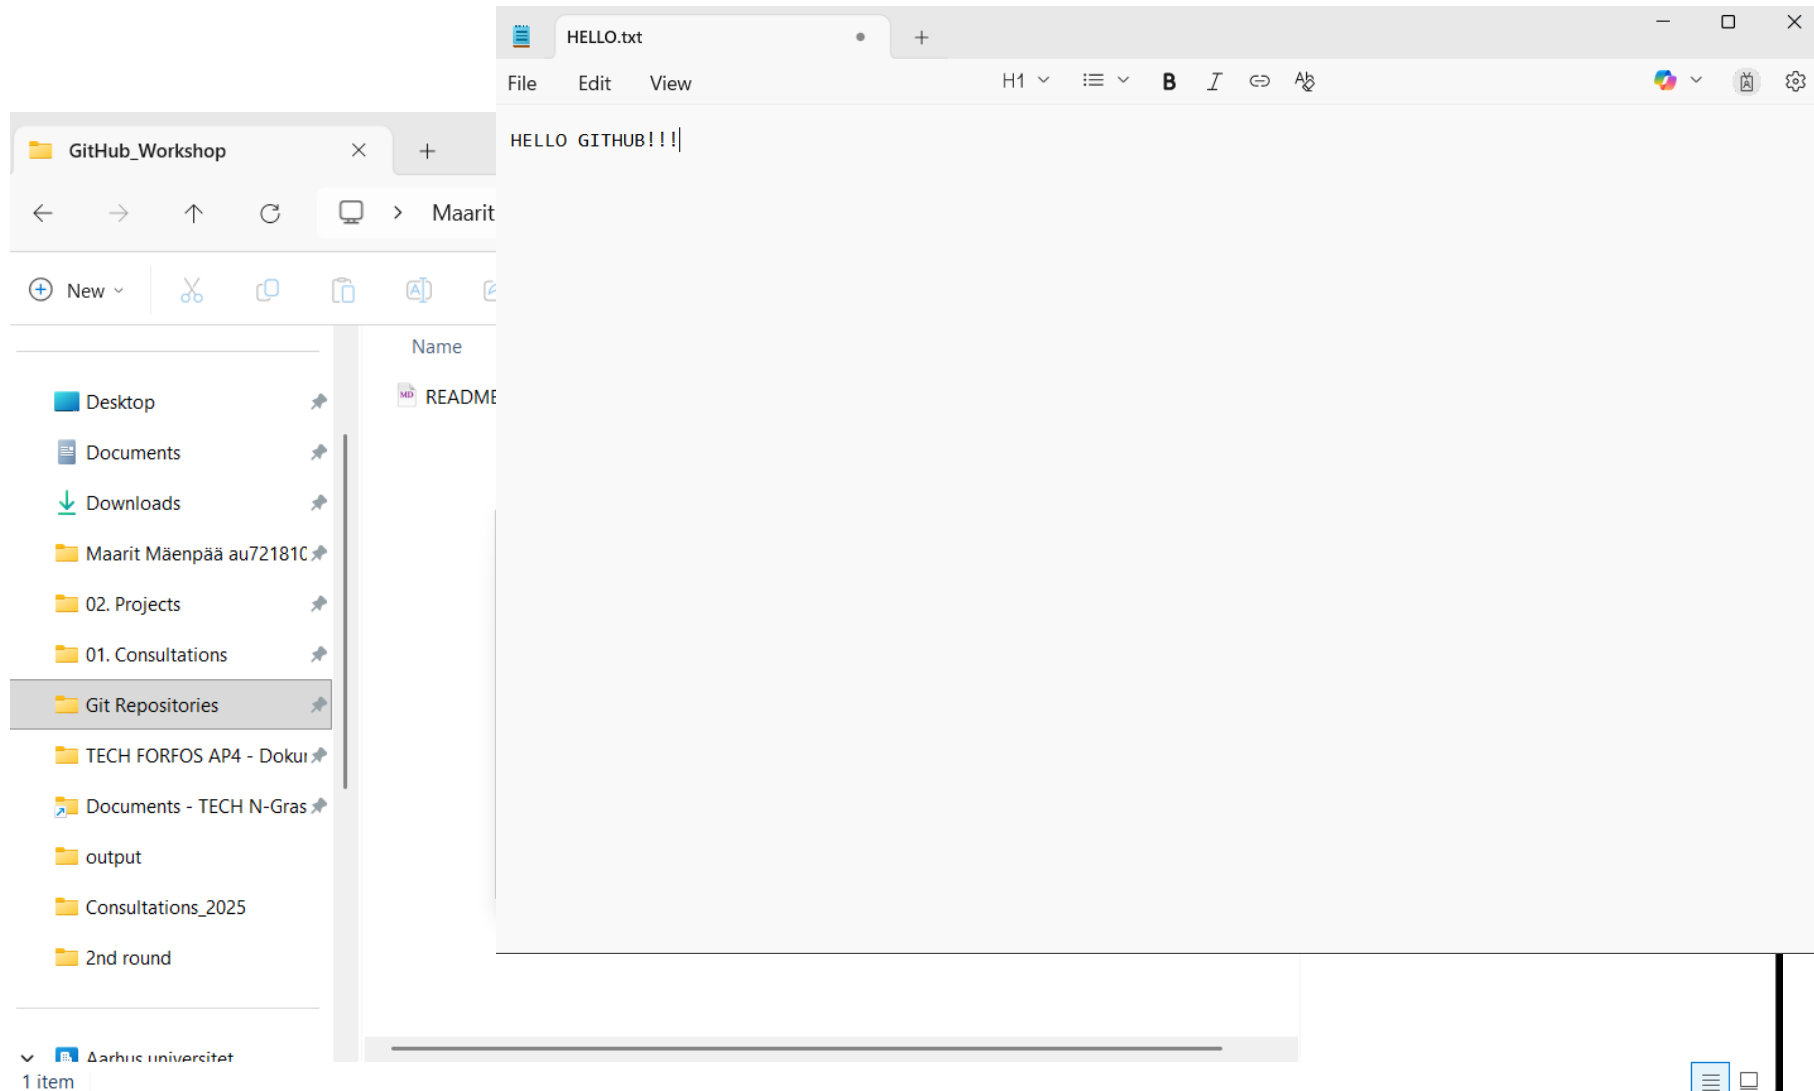 HELLO.txt
File Edit View
H1
HELLO GITHUB!!!
GitHub_Workshop
Maarit
New
Name
README
Desktop
Documents
Downloads
Maarit Mäenpää au721810
02. Projects
01. Consultations
Git Repositories
TECH FORFOS AP4 - Doku
Documents - TECH N-Gras
output
Consultations_2025
2nd round
Aarhus universitet
1 item